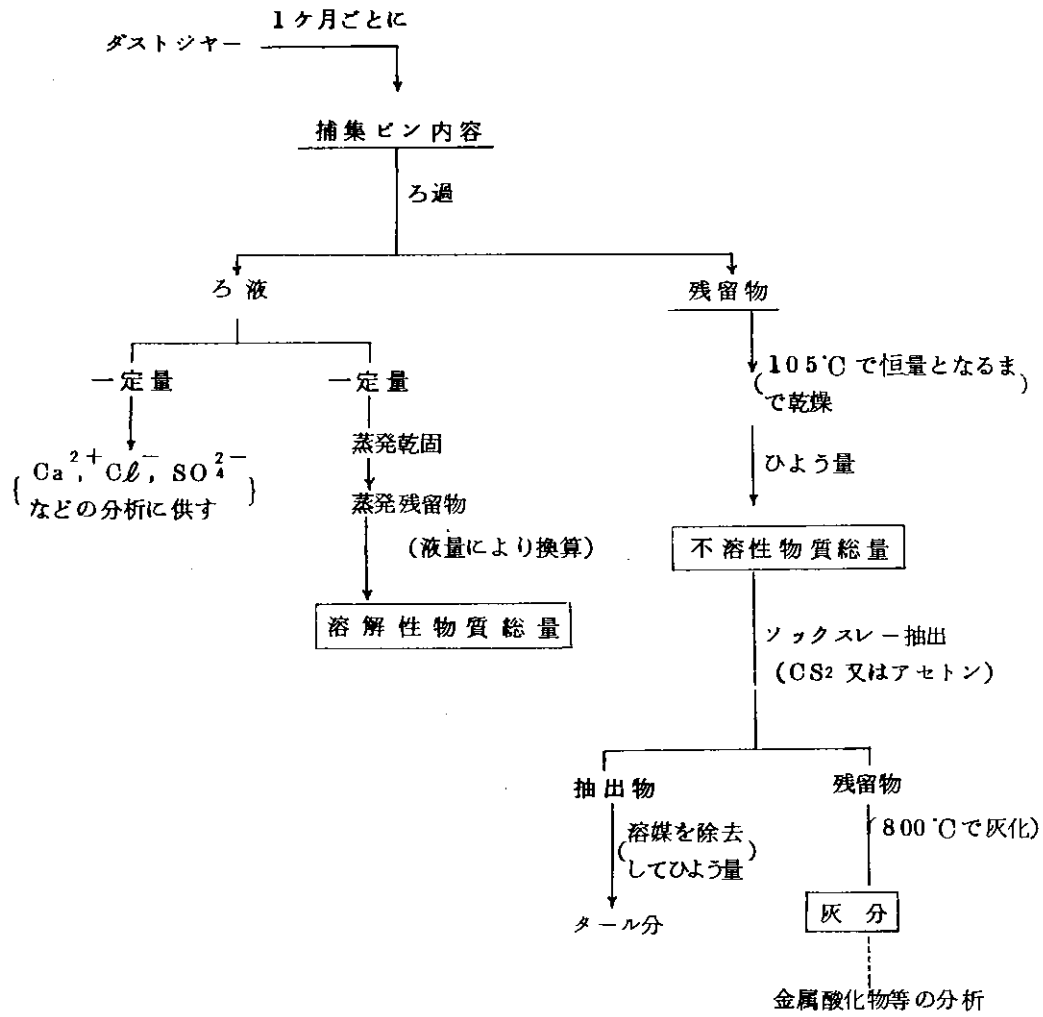 1ケ月ごとに
ダストジヤー
捕集ビン内容
ろ過
ろ液
残留物
一定量
一定量
(105℃で恒量となるま
で乾燥)
蒸発乾固
ひよう量
{Ca²⁺, Cl⁻, SO₄²⁻
などの分析に供す}
蒸発残留物
(液量により換算)
不溶性物質総量
溶解性物質総量
ソックスレー抽出
(CS2 又はアセトン)
抽出物
残留物
(溶媒を除去
してひよう量)
(800℃で灰化)
タール分
灰分
金属酸化物等の分析